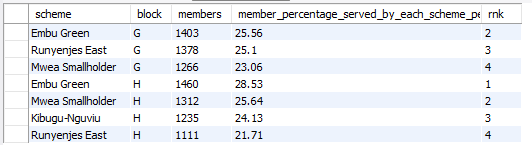 scheme block members member_percentage_served_by_each_scheme_pe rnk
Embu Green G 1403 25.56 2
Runyenjes East G 1378 25.1 3
Mwea Smallholder G 1266 23.06 4
Embu Green H 1460 28.53 1
Mwea Smallholder H 1312 25.64 2
Kibugu-Nguviu H 1235 24.13 3
Runyenjes East H 1111 21.71 4